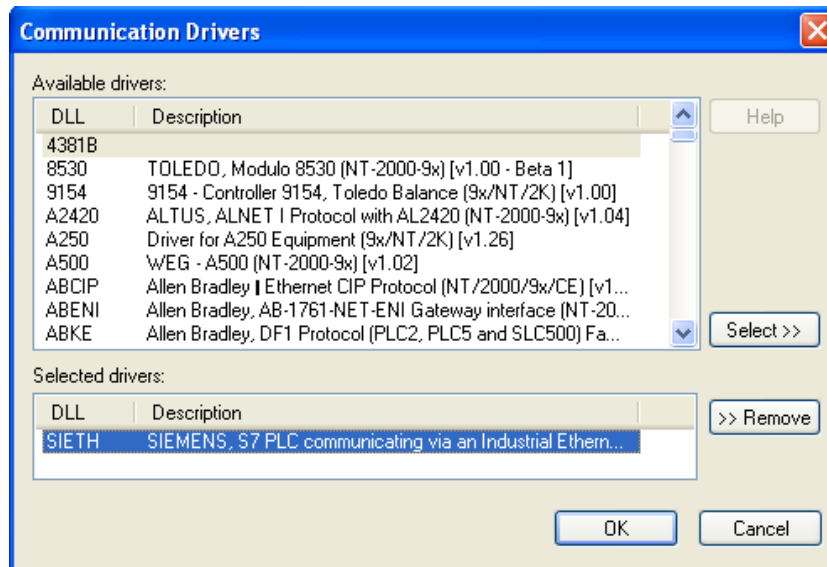 Communication Drivers
Available drivers:
DLL Description Help
4381B
8530 TOLEDO, Modulo 8530 (NT-2000-9x) [v1.00 - Beta 1]
9154 9154 - Controller 9154, Toledo Balance (9x/NT/2K) [v1.00]
A2420 ALTUS, ALNET I Protocol with AL2420 (NT-2000-9x) [v1.04]
A250 Driver for A250 Equipment (9x/NT/2K) [v1.26]
A500 WEG - A500 (NT-2000-9x) [v1.02]
ABCIP Allen Bradley | Ethernet CIP Protocol (NT/2000/9x/CE) [v1...
ABENI Allen Bradley, AB-1761-NET-ENI Gateway interface (NT-20...
ABKE Allen Bradley, DF1 Protocol (PLC2, PLC5 and SLC500) Fa... Select >>
Selected drivers:
DLL Description >> Remove
SIETH SIEMENS, S7 PLC communicating via an Industrial Ethern...
OK Cancel